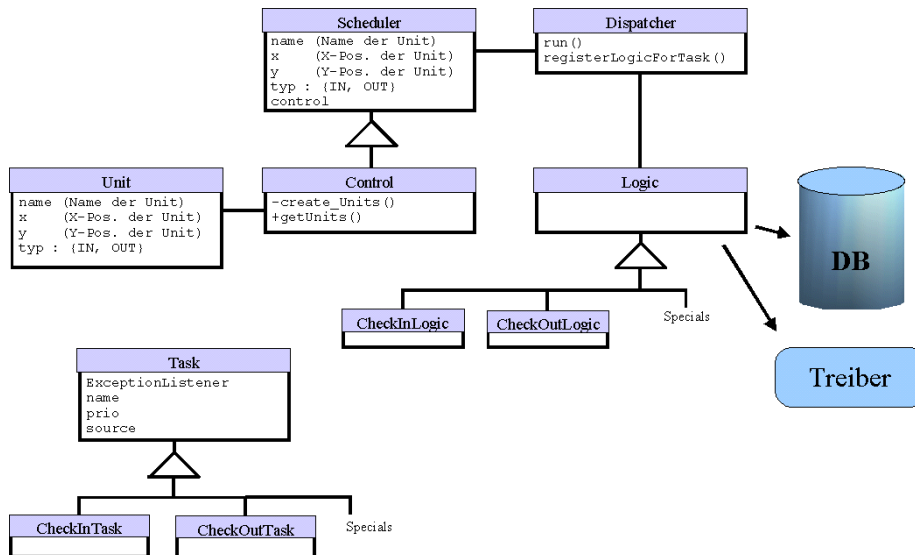 Scheduler
name (Name der Unit)
x (X-Pos. der Unit)
y (Y-Pos. der Unit)
typ : {IN, OUT}
control
Dispatcher
run()
registerLogicForTask()
Unit
name (Name der Unit)
x (X-Pos. der Unit)
y (Y-Pos. der Unit)
typ : {IN, OUT}
Control
-create_Units()
+getUnits()
Logic
DB
CheckInLogic
CheckOutLogic
Specials
Treiber
Task
ExceptionListener
name
prio
source
CheckInTask
CheckOutTask
Specials